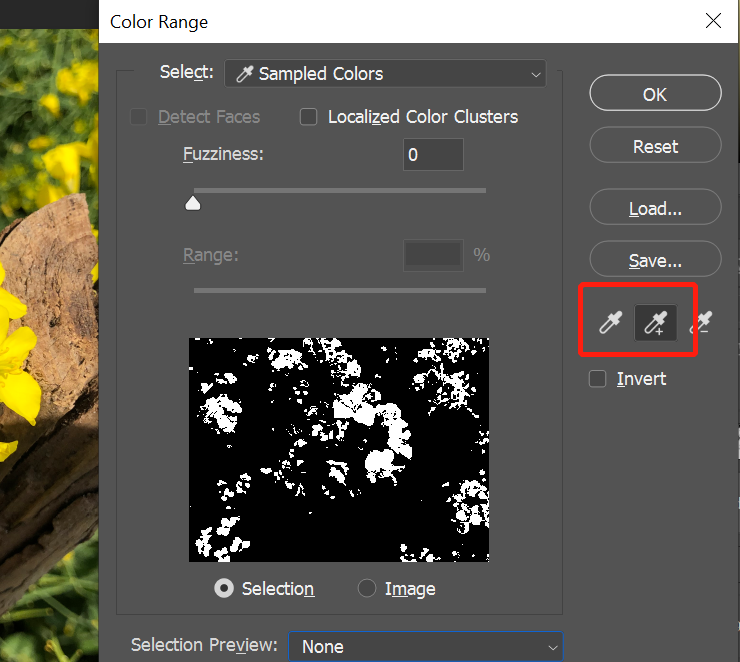 Color Range
Select: Sampled Colors
OK
Detect Faces Localized Color Clusters
Fuzziness: 0
Reset
Load...
Range: %
Save...
Invert
Selection Image
Selection Preview: None